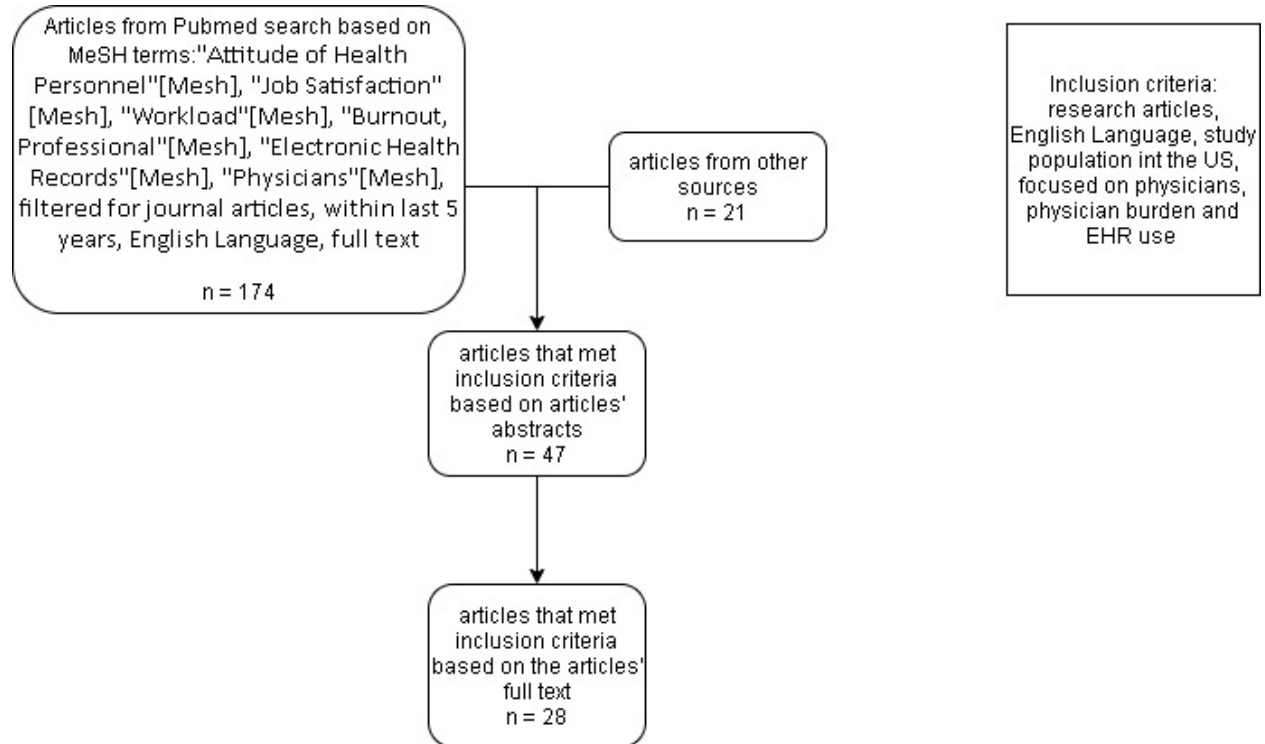 Articles from Pubmed search based on
MeSH terms:"Attitude of Health
Personnel"[Mesh], "Job Satisfaction"
[Mesh], "Workload"[Mesh], "Burnout,
Professional"[Mesh], "Electronic Health
Records"[Mesh], "Physicians"[Mesh],
filtered for journal articles, within last 5
years, English Language, full text
n = 174
articles from other
sources
n = 21
Inclusion criteria:
research articles,
English Language, study
population int the US,
focused on physicians,
physician burden and
EHR use
articles that met
inclusion criteria
based on articles'
abstracts
n = 47
articles that met
inclusion criteria
based on the articles'
full text
n = 28